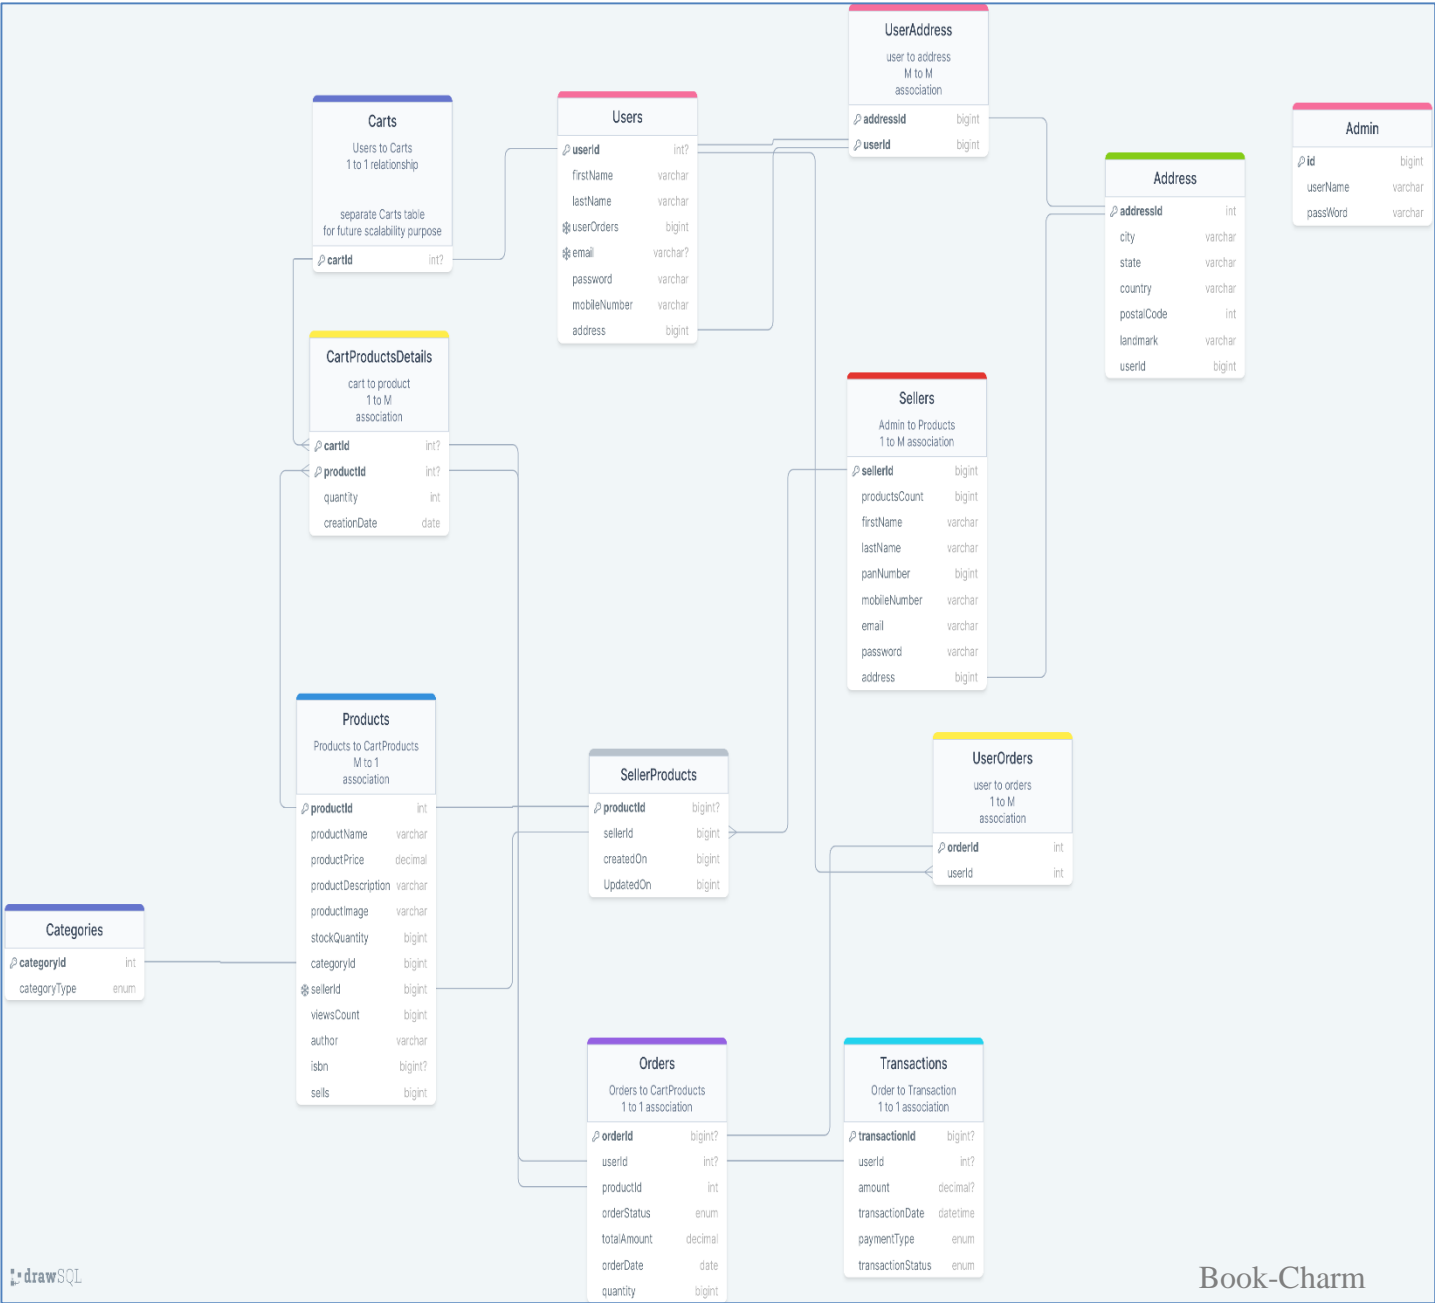 UserAddress
user to address
M to M
association
addressId bigint
userId bigint
Carts
Users to Carts
1 to 1 relationship
separate Carts table
for future scalability purpose
cartId int?
Users
userId int?
firstName varchar
lastName varchar
userOrders bigint
email varchar?
password varchar
mobileNumber varchar
address bigint
Admin
id bigint
userName varchar
passWord varchar
Address
addressId int
city varchar
state varchar
country varchar
postalCode int
landmark varchar
userId bigint
CartProductsDetails
cart to product
1 to M
association
cartId int?
productId int?
quantity int
creationDate date
Sellers
Admin to Products
1 to M association
sellerId bigint
productsCount bigint
firstName varchar
lastName varchar
panNumber bigint
mobileNumber varchar
email varchar
password varchar
address bigint
Products
Products to CartProducts
M to 1
association
productId int
productName varchar
productPrice decimal
productDescription varchar
productImage varchar
stockQuantity bigint
categoryId bigint
sellerId bigint
viewsCount bigint
author varchar
isbn bigint?
sells bigint
SellerProducts
productId bigint?
sellerId bigint
createdOn bigint
UpdatedOn bigint
UserOrders
user to orders
1 to M
association
orderId int
userId int
Categories
categoryId int
categoryType enum
Orders
Orders to CartProducts
1 to 1 association
orderId bigint?
userId int?
productId int
orderStatus enum
totalAmount decimal
orderDate date
quantity bigint
Transactions
Order to Transaction
1 to 1 association
transactionId bigint?
userId int?
amount decimal?
transactionDate datetime
paymentType enum
transactionStatus enum
drawSQL
Book-Charm